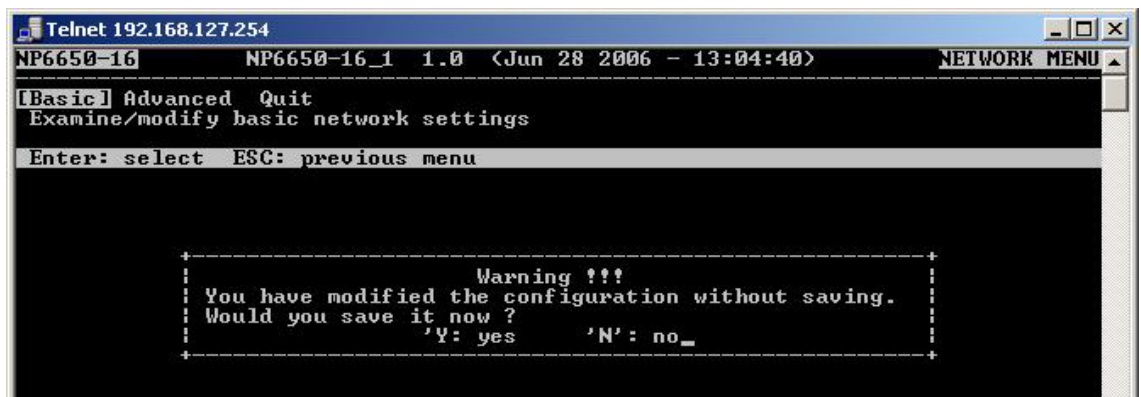 Telnet 192.168.127.254
NP6650-16 NP6650-16_1 1.0 (Jun 28 2006 - 13:04:40) NETWORK MENU
[Basic] Advanced Quit
Examine/modify basic network settings
Enter: select ESC: previous menu
Warning !!!
You have modified the configuration without saving.
Would you save it now ?
'Y: yes 'N': no_